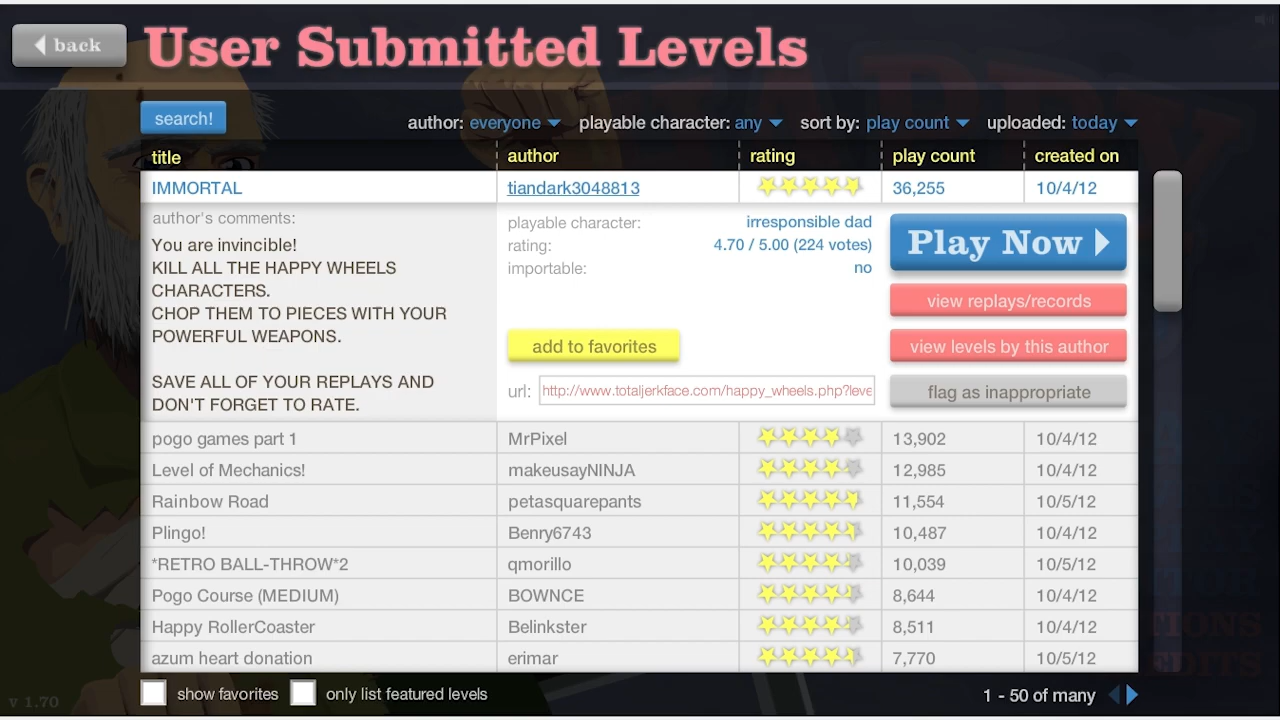 back
User Submitted Levels
search!
author: everyone playable character: any sort by: play count uploaded: today
title author rating play count created on
IMMORTAL tiandark3048813 36,255 10/4/12
author's comments:
You are invincible!
KILL ALL THE HAPPY WHEELS
CHARACTERS.
CHOP THEM TO PIECES WITH YOUR
POWERFUL WEAPONS.
SAVE ALL OF YOUR REPLAYS AND
DON'T FORGET TO RATE.
playable character: irresponsible dad
rating: 4.70 / 5.00 (224 votes)
importable: no
add to favorites
url: http://www.totaljerkface.com/happy_wheels.php?leve
Play Now
view replays/records
view levels by this author
flag as inappropriate
pogo games part 1 MrPixel 13,902 10/4/12
Level of Mechanics! makeusayNINJA 12,985 10/4/12
Rainbow Road petasquarepants 11,554 10/5/12
Plingo! Benry6743 10,487 10/4/12
*RETRO BALL-THROW*2 qmorillo 10,039 10/5/12
Pogo Course (MEDIUM) BOWNCE 8,644 10/4/12
Happy RollerCoaster Belinkster 8,511 10/4/12
azum heart donation erimar 7,770 10/5/12
show favorites only list featured levels 1 - 50 of many
v 1.70